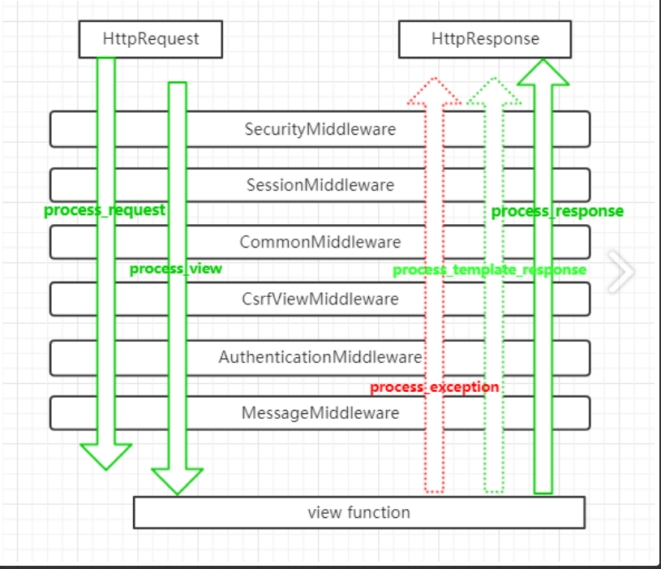 HttpRequest
HttpResponse
SecurityMiddleware
SessionMiddleware
process_request
process_response
CommonMiddleware
process_view
process_template_response
CsrfViewMiddleware
AuthenticationMiddleware
process_exception
MessageMiddleware
view function